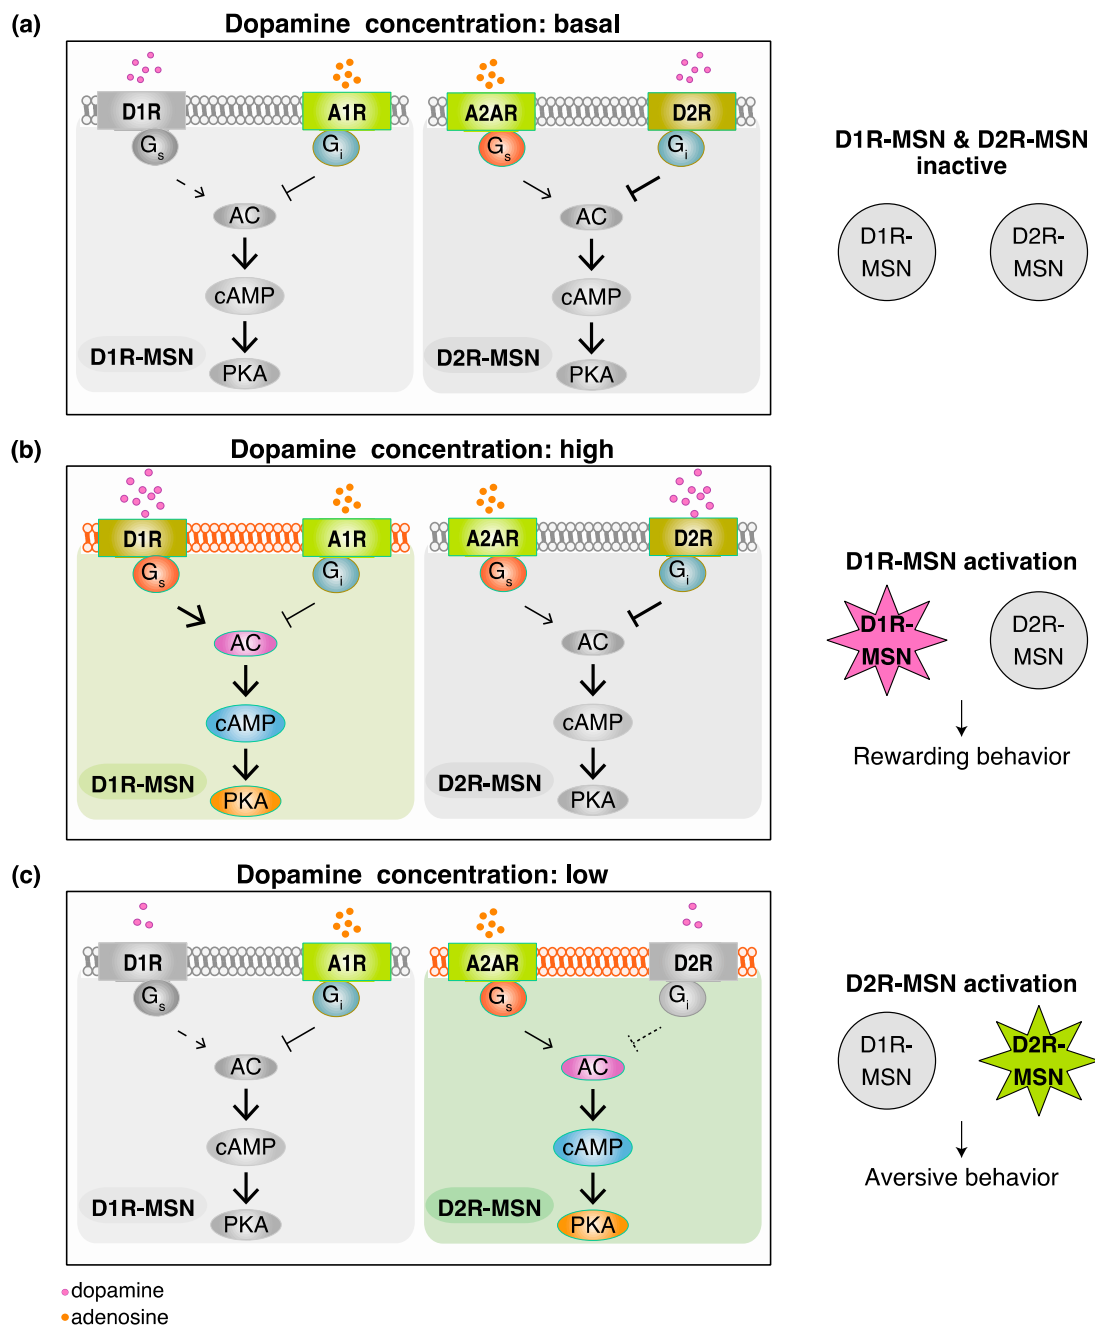 (a)
Dopamine concentration: basal
D1R
A1R
A2AR
D2R
Gs
Gi
Gs
Gi
AC
AC
cAMP
cAMP
D1R-MSN
D2R-MSN
PKA
PKA
D1R-MSN & D2R-MSN
inactive
D1R-
MSN
D2R-
MSN
(b)
Dopamine concentration: high
D1R
A1R
A2AR
D2R
Gs
Gi
Gs
Gi
AC
AC
cAMP
cAMP
D1R-MSN
D2R-MSN
PKA
PKA
D1R-MSN activation
D1R-
MSN
D2R-
MSN
Rewarding behavior
(c)
Dopamine concentration: low
D1R
A1R
A2AR
D2R
Gs
Gi
Gs
Gi
AC
AC
cAMP
cAMP
D1R-MSN
D2R-MSN
PKA
PKA
D2R-MSN activation
D1R-
MSN
D2R-
MSN
Aversive behavior
dopamine
adenosine